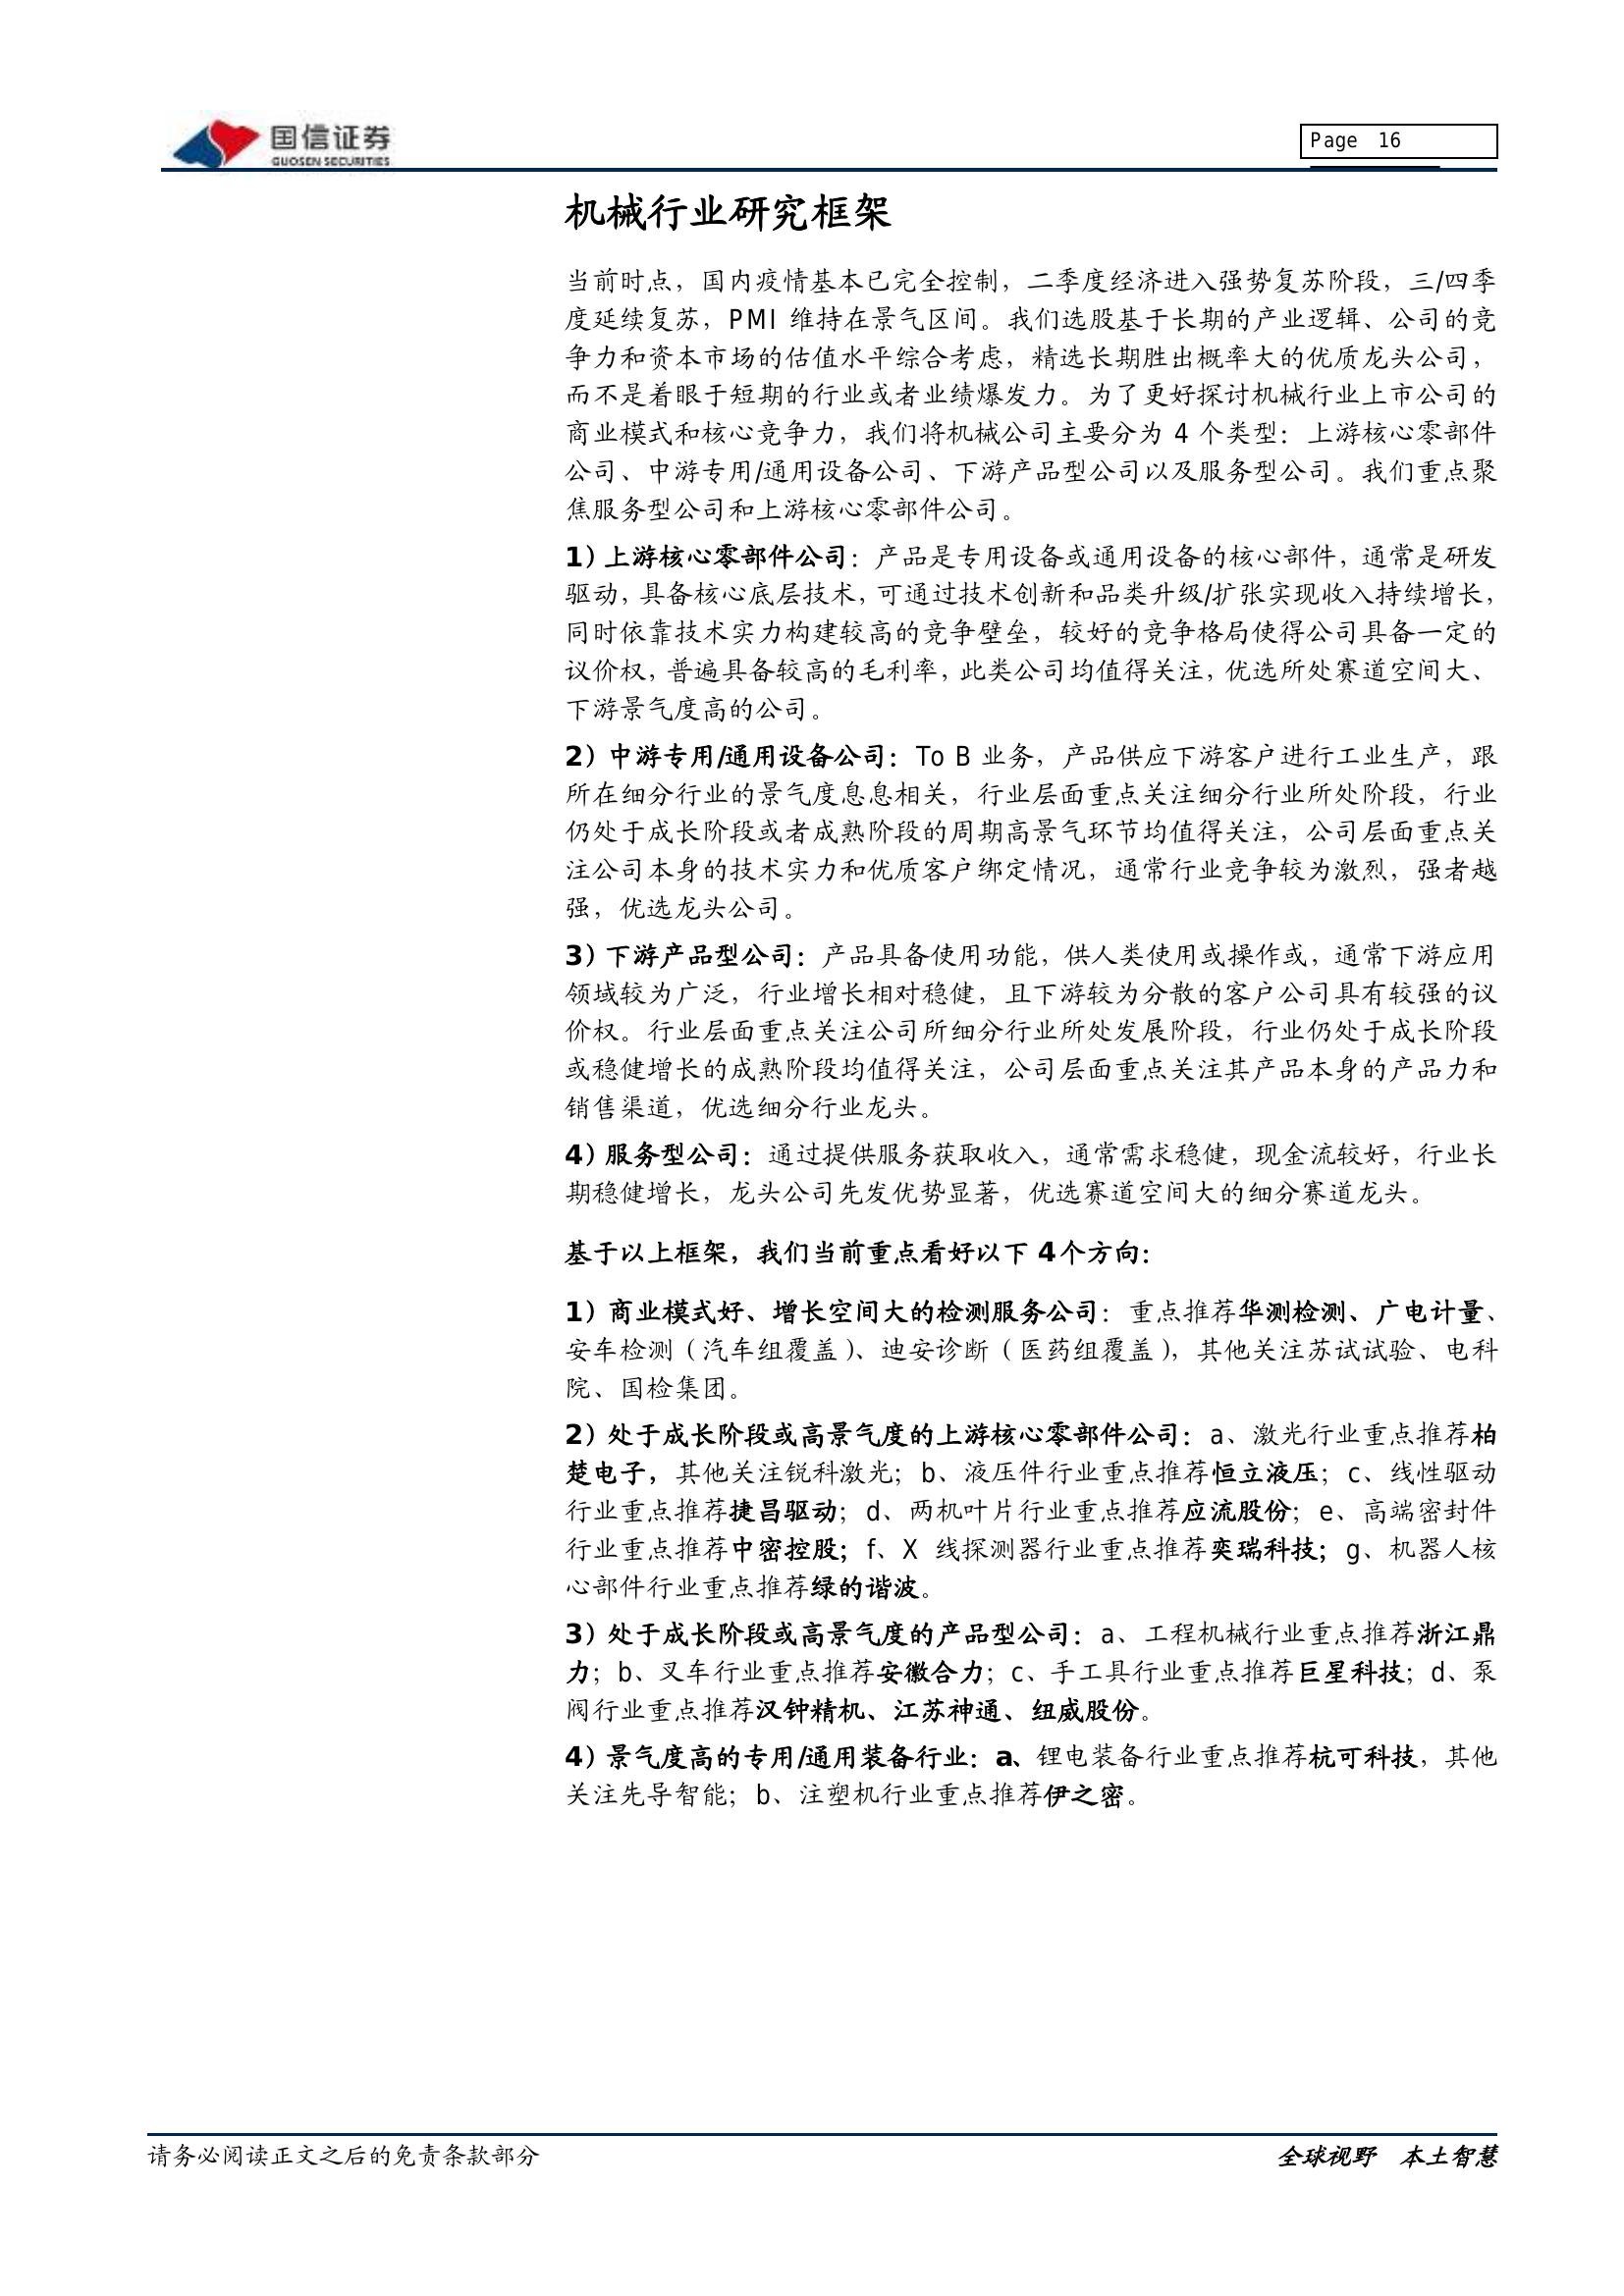 国信证券
GUOSEN SECURITIES
Page 16
机械行业研究框架
当前时点，国内疫情基本已完全控制，二季度经济进入强势复苏阶段，三/四季
度延续复苏，PMI 维持在景气区间。我们选股基于长期的产业逻辑、公司的竞
争力和资本市场的估值水平综合考虑，精选长期胜出概率大的优质龙头公司，
而不是着眼于短期的行业或者业绩爆发力。为了更好探讨机械行业上市公司的
商业模式和核心竞争力，我们将机械公司主要分为 4 个类型：上游核心零部件
公司、中游专用/通用设备公司、下游产品型公司以及服务型公司。我们重点聚
焦服务型公司和上游核心零部件公司。
1）上游核心零部件公司：产品是专用设备或通用设备的核心部件，通常是研发
驱动，具备核心底层技术，可通过技术创新和品类升级/扩张实现收入持续增长，
同时依靠技术实力构建较高的竞争壁垒，较好的竞争格局使得公司具备一定的
议价权，普遍具备较高的毛利率，此类公司均值得关注，优选所处赛道空间大、
下游景气度高的公司。
2）中游专用/通用设备公司：To B 业务，产品供应下游客户进行工业生产，跟
所在细分行业的景气度息息相关，行业层面重点关注细分行业所处阶段，行业
仍处于成长阶段或者成熟阶段的周期高景气环节均值得关注，公司层面重点关
注公司本身的技术实力和优质客户绑定情况，通常行业竞争较为激烈，强者越
强，优选龙头公司。
3）下游产品型公司：产品具备使用功能，供人类使用或操作或，通常下游应用
领域较为广泛，行业增长相对稳健，且下游较为分散的客户公司具有较强的议
价权。行业层面重点关注公司所细分行业所处发展阶段，行业仍处于成长阶段
或稳健增长的成熟阶段均值得关注，公司层面重点关注其产品本身的产品力和
销售渠道，优选细分行业龙头。
4）服务型公司：通过提供服务获取收入，通常需求稳健，现金流较好，行业长
期稳健增长，龙头公司先发优势显著，优选赛道空间大的细分赛道龙头。
基于以上框架，我们当前重点看好以下 4个方向：
1）商业模式好、增长空间大的检测服务公司：重点推荐华测检测、广电计量、
安车检测（汽车组覆盖）、迪安诊断（医药组覆盖），其他关注苏试试验、电科
院、国检集团。
2）处于成长阶段或高景气度的上游核心零部件公司：a、激光行业重点推荐柏
楚电子，其他关注锐科激光；b、液压件行业重点推荐恒立液压；c、线性驱动
行业重点推荐捷昌驱动；d、两机叶片行业重点推荐应流股份；e、高端密封件
行业重点推荐中密控股；f、X 线探测器行业重点推荐奕瑞科技；g、机器人核
心部件行业重点推荐绿的谐波。
3）处于成长阶段或高景气度的产品型公司：a、工程机械行业重点推荐浙江鼎
力；b、叉车行业重点推荐安徽合力；c、手工具行业重点推荐巨星科技；d、泵
阀行业重点推荐汉钟精机、江苏神通、纽威股份。
4）景气度高的专用/通用装备行业：a、锂电装备行业重点推荐杭可科技，其他
关注先导智能；b、注塑机行业重点推荐伊之密。
请务必阅读正文之后的免责条款部分
全球视野 本土智慧